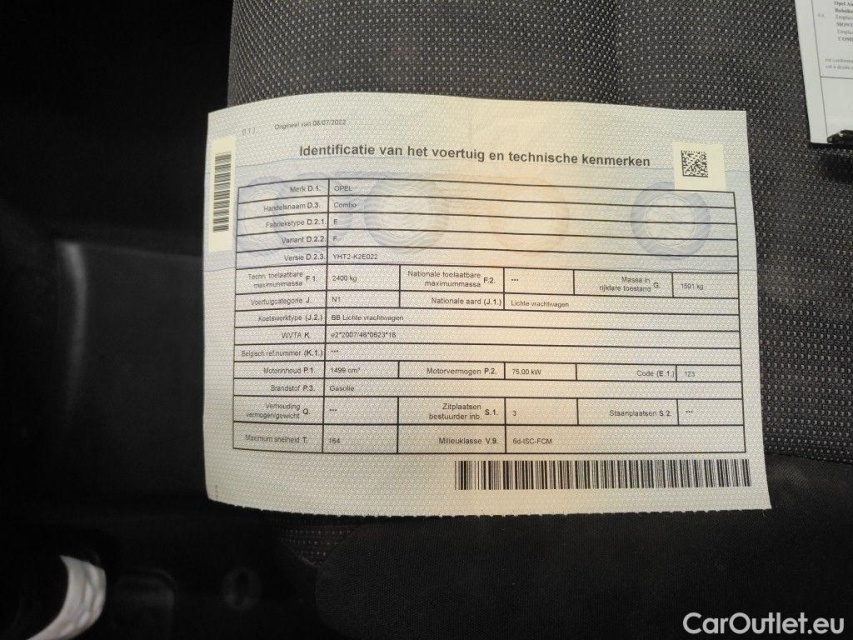 Origineel van 08/07/2022
Identificatie van het voertuig en technische kenmerken
Merk D.1. OPEL
Handelsnaam D.3. Combo
Fabriekstype D.2.1. E
Variant D.2.2. F
Versie D.2.3. YHT2-K2E022
Techn. toelaatbare maximummassa F.1. 2400 kg Nationale toelaatbare maximummassa F.2. --- Massa in rijklare toestand G. 1501 kg
Voertuigcategorie J. N1 Nationale aard (J.1.) Lichte vrachtwagen
Koetswerktype (J.2.) BB Lichte vrachtwagen
WVTA K. e2*2007/46*0623*18
Belgisch ref.nummer (K.1.) ---
Motorinhoud P.1. 1499 cm³ Motorvermogen P.2. 75.00 kW Code (E.1.) 123
Brandstof P.3. Gasolie
Verhouding vermogen/gewicht Q. --- Zitplaatsen bestuurder inb. S.1. 3 Staanplaatsen S.2. ---
Maximum snelheid T. 164 Milieuklasse V.9. 6d-ISC-FCM
CarOutlet.eu